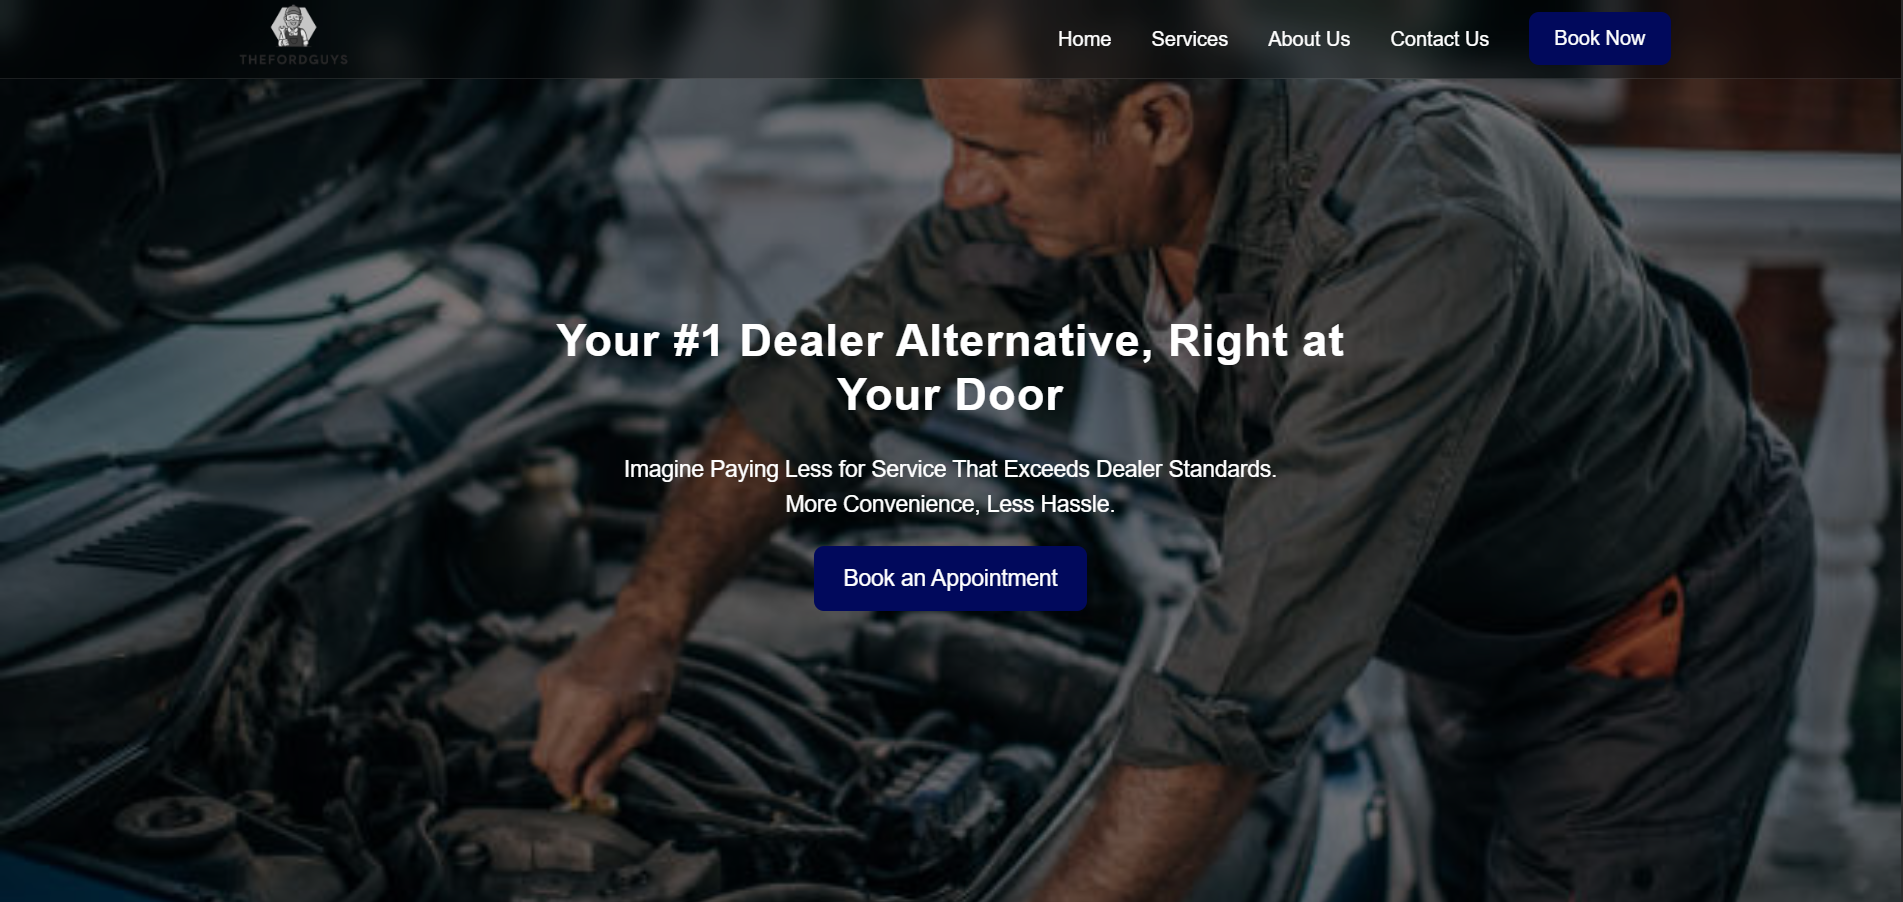 THEFORDGUYS
Home
Services
About Us
Contact Us
Book Now
Your #1 Dealer Alternative, Right at
Your Door
Imagine Paying Less for Service That Exceeds Dealer Standards.
More Convenience, Less Hassle.
Book an Appointment